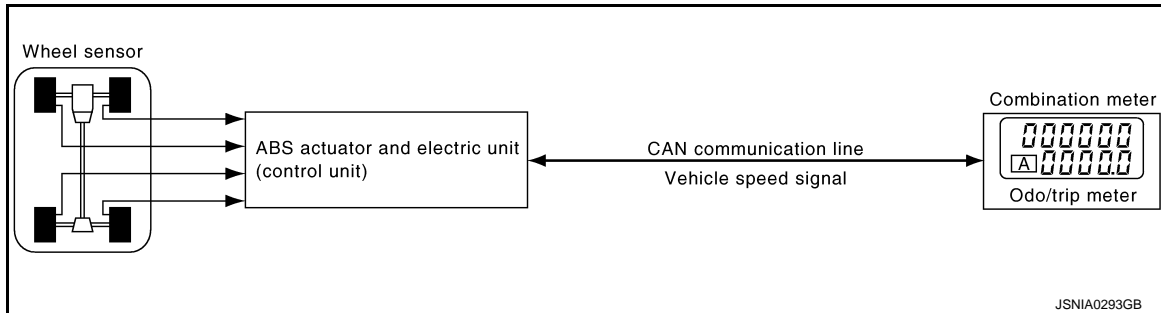 Wheel sensor
ABS actuator and electric unit
(control unit)
CAN communication line
Vehicle speed signal
Combination meter
000000
A 0000.0
Odo/trip meter
JSNIA0293GB